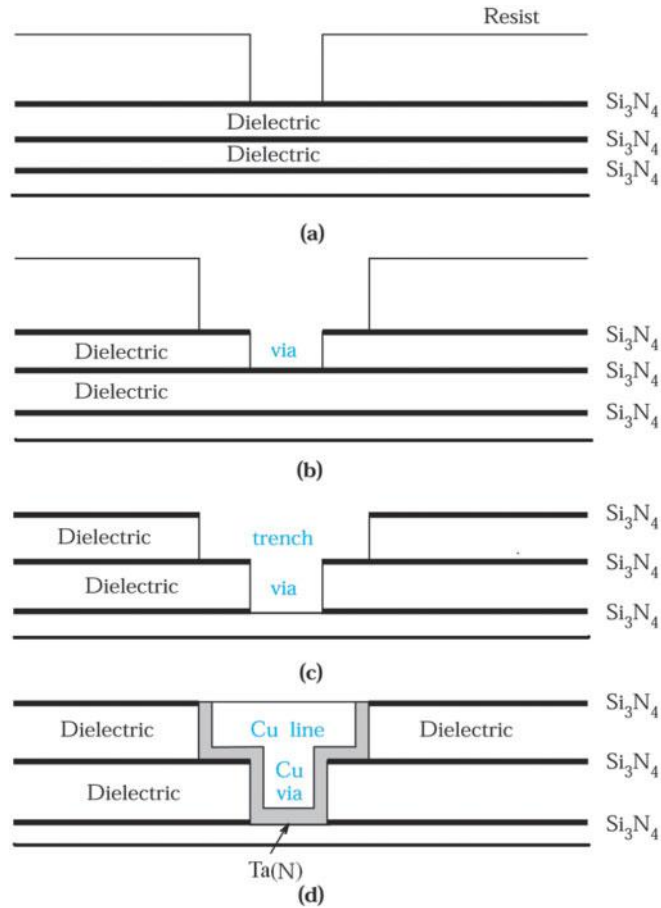 Resist
Si₃N₄
Dielectric
Si₃N₄
Dielectric
Si₃N₄
(a)
Si₃N₄
Dielectric via
Si₃N₄
Dielectric
Si₃N₄
(b)
Si₃N₄
Dielectric trench
Si₃N₄
Dielectric via
Si₃N₄
(c)
Si₃N₄
Dielectric Cu line Dielectric
Si₃N₄
Cu
Dielectric via
Si₃N₄
Ta(N)
(d)